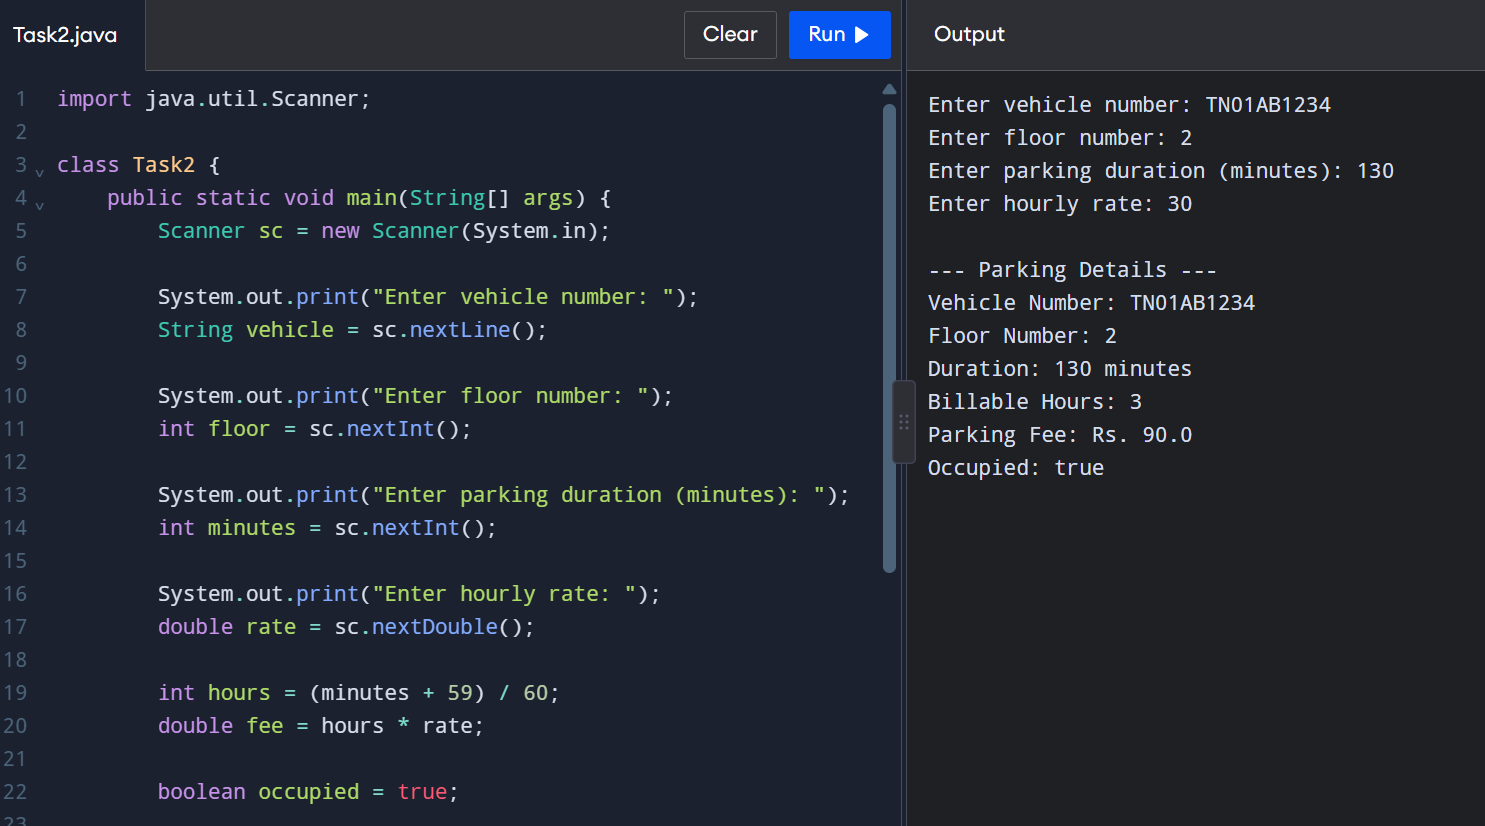 Task2.java
Clear
Run
Output
1 import java.util.Scanner;
2
3 class Task2 {
4     public static void main(String[] args) {
5         Scanner sc = new Scanner(System.in);
6
7         System.out.print("Enter vehicle number: ");
8         String vehicle = sc.nextLine();
9
10         System.out.print("Enter floor number: ");
11         int floor = sc.nextInt();
12
13         System.out.print("Enter parking duration (minutes): ");
14         int minutes = sc.nextInt();
15
16         System.out.print("Enter hourly rate: ");
17         double rate = sc.nextDouble();
18
19         int hours = (minutes + 59) / 60;
20         double fee = hours * rate;
21
22         boolean occupied = true;
23
Enter vehicle number: TN01AB1234
Enter floor number: 2
Enter parking duration (minutes): 130
Enter hourly rate: 30

--- Parking Details ---
Vehicle Number: TN01AB1234
Floor Number: 2
Duration: 130 minutes
Billable Hours: 3
Parking Fee: Rs. 90.0
Occupied: true